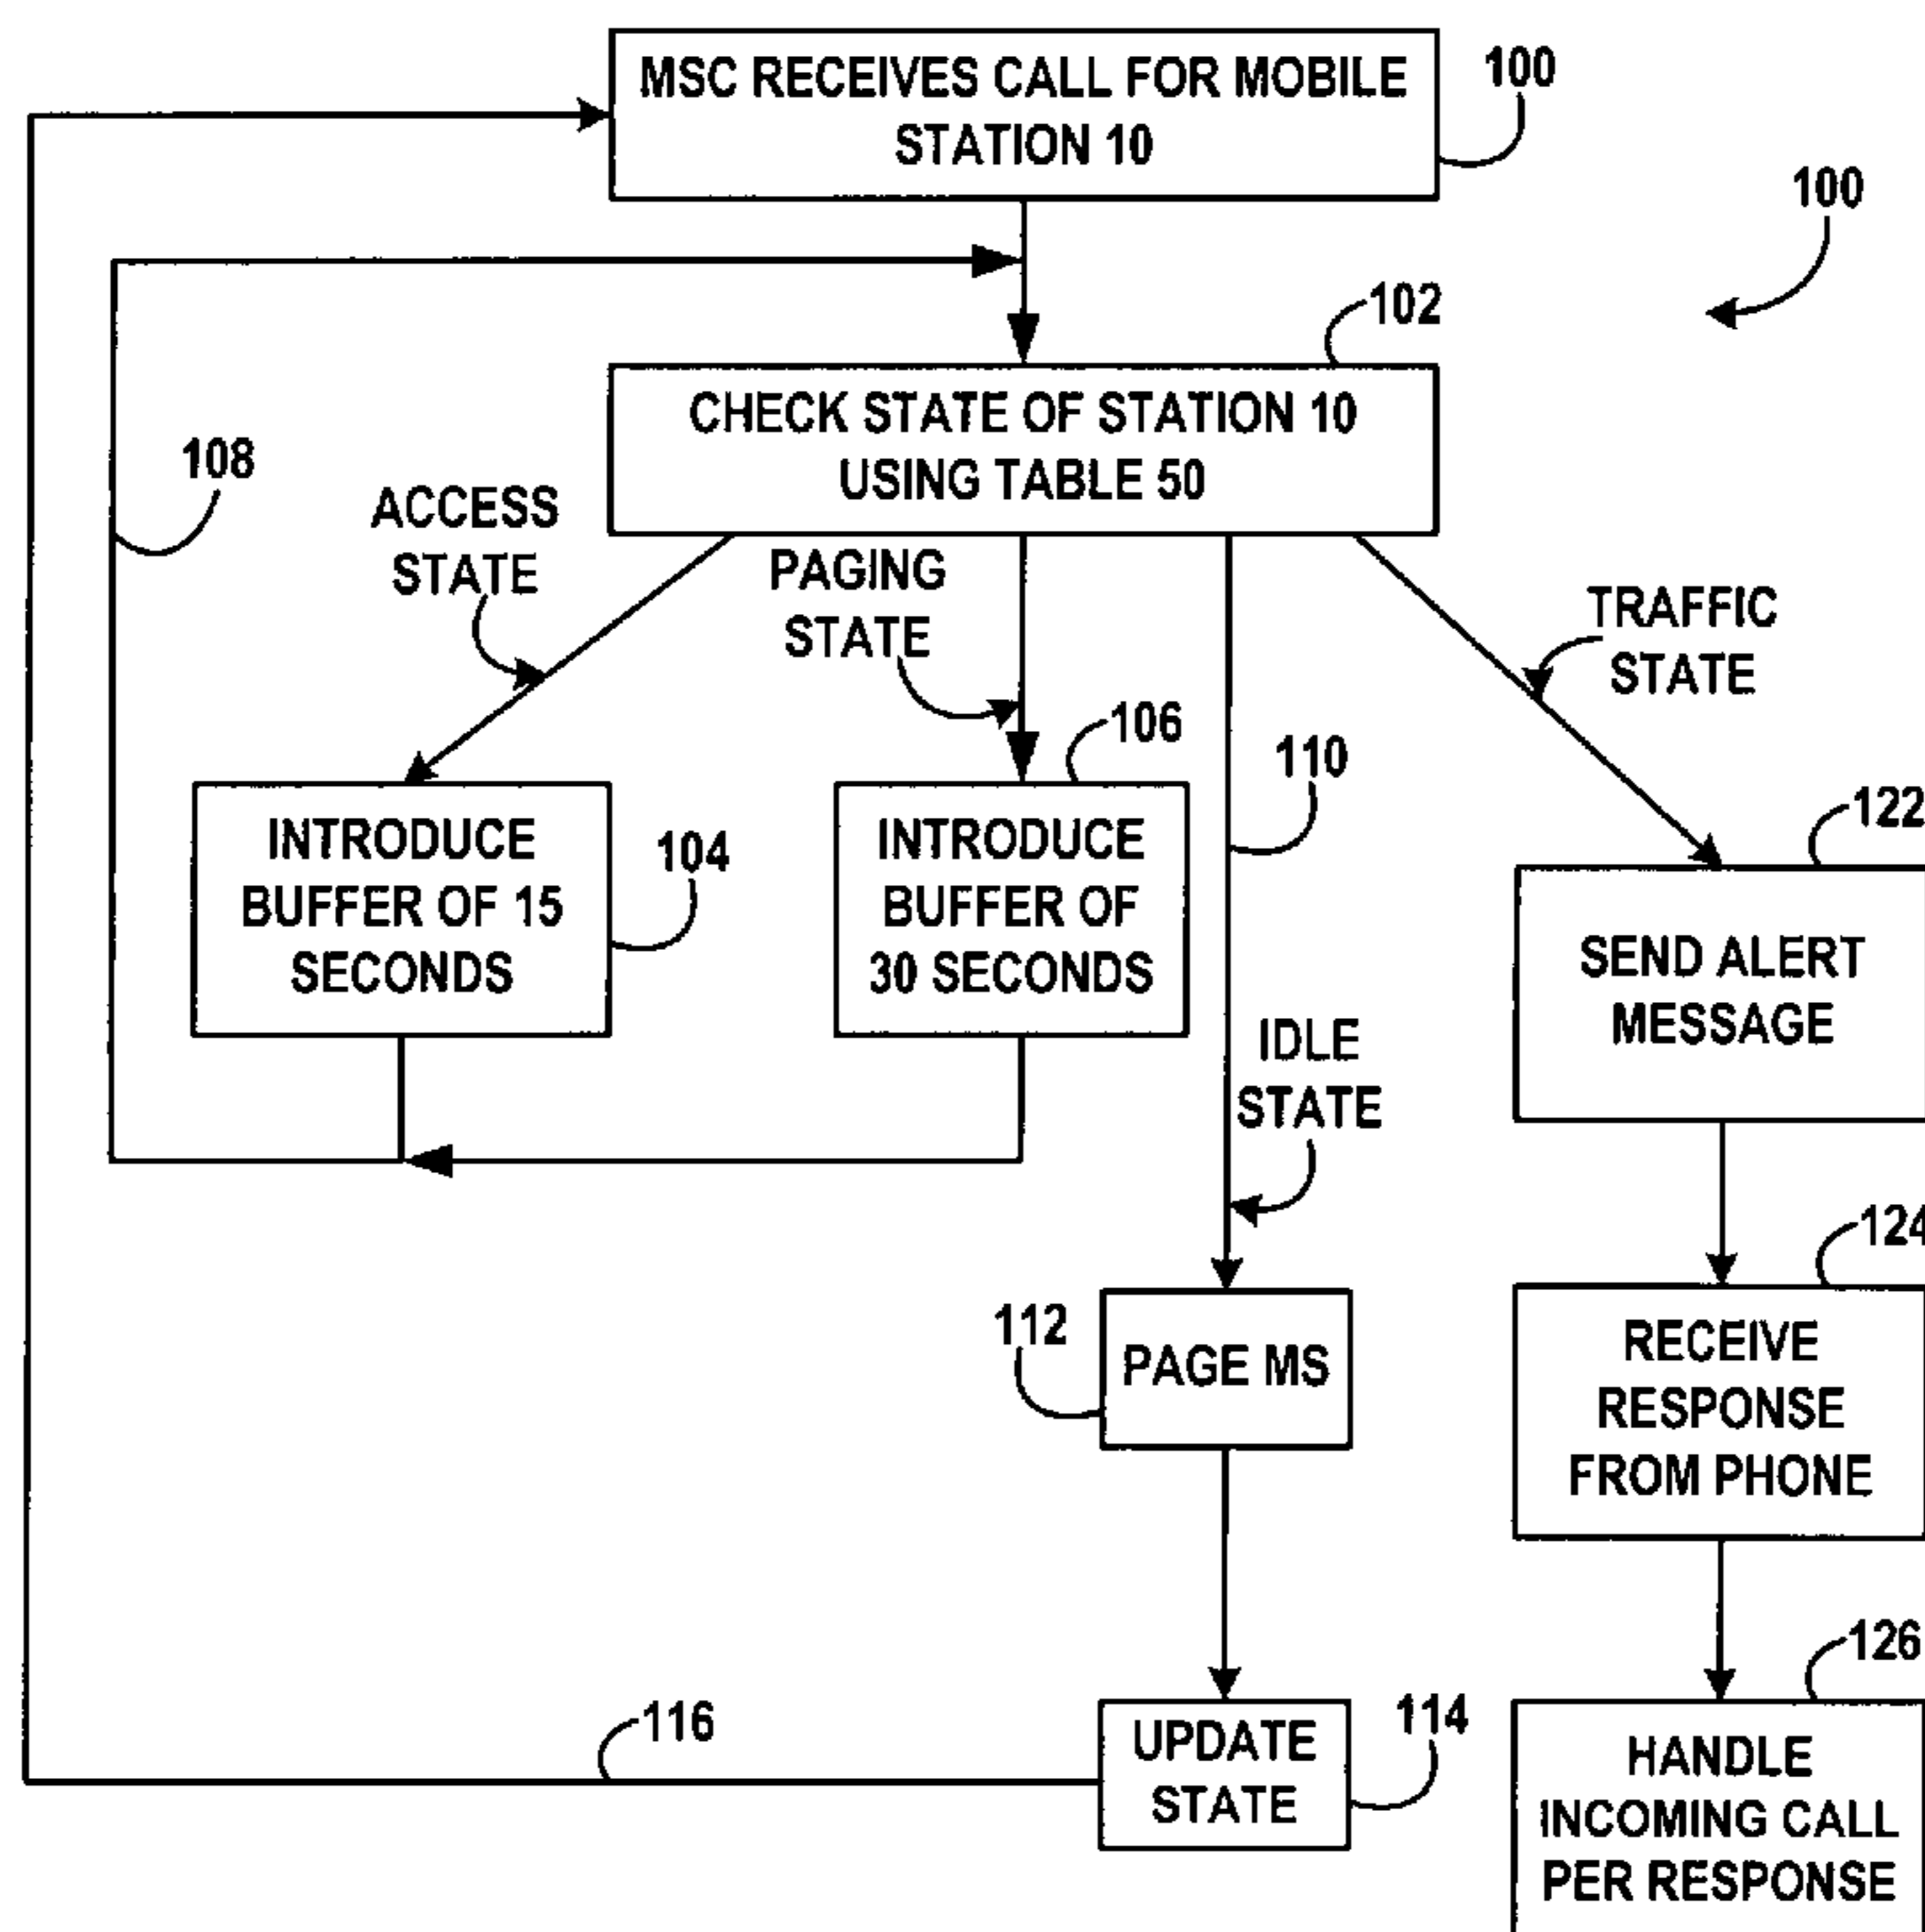 MSC RECEIVES CALL FOR MOBILE
STATION 10
100
100
102
CHECK STATE OF STATION 10
USING TABLE 50
108
ACCESS
STATE
PAGING
STATE
TRAFFIC
STATE
106
110
122
INTRODUCE
BUFFER OF 15
SECONDS
104
INTRODUCE
BUFFER OF
30 SECONDS
SEND ALERT
MESSAGE
IDLE
STATE
124
112
PAGE MS
RECEIVE
RESPONSE
FROM PHONE
126
116
UPDATE
STATE
114
HANDLE
INCOMING CALL
PER RESPONSE